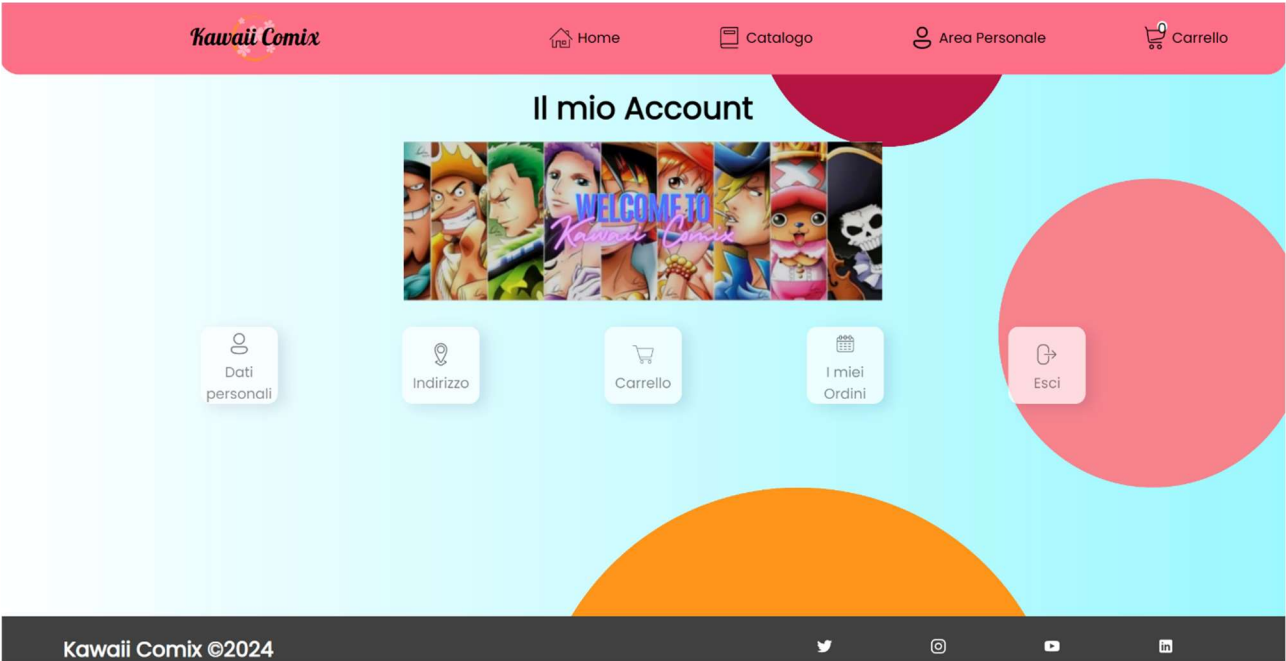 Kawaii Comix
Home
Catalogo
Area Personale
0
Carrello
Il mio Account
WELCOME TO
Kawaii Comix
Dati
personali
Indirizzo
Carrello
I miei
Ordini
Esci
Kawaii Comix ©2024